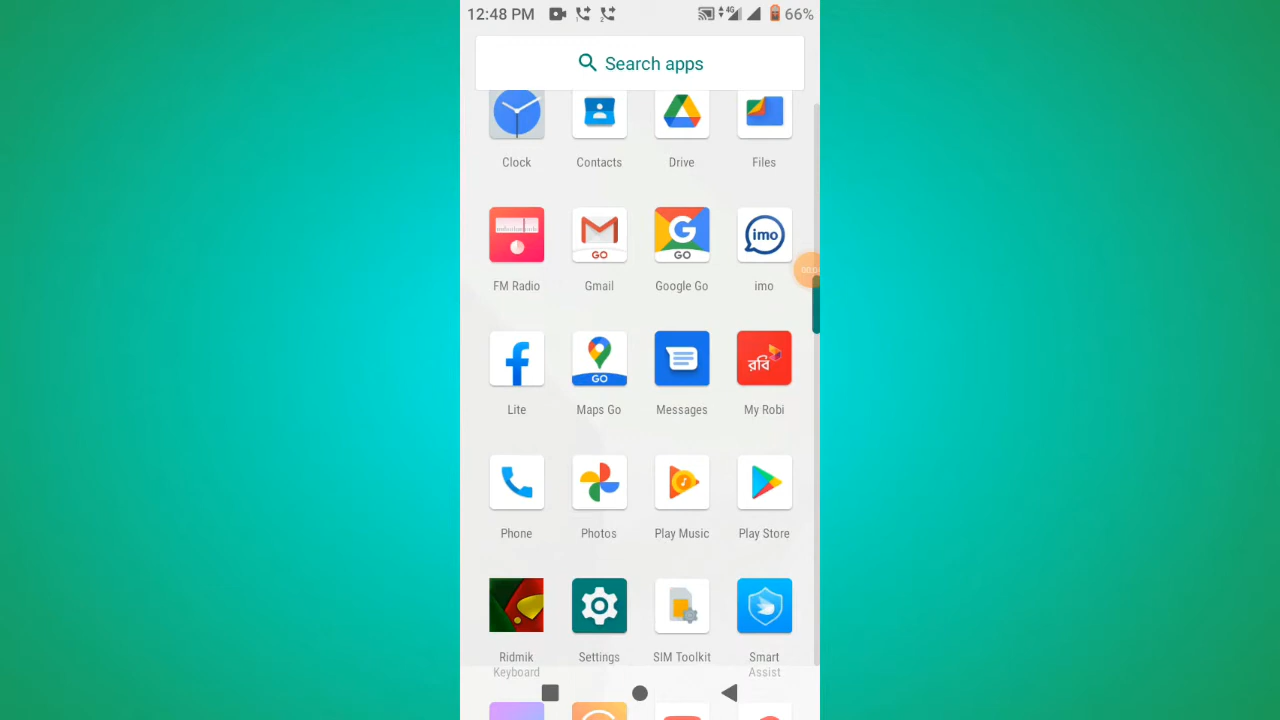 12:48 PM 4G 66%
Search apps
Clock Contacts Drive Files
GO GO imo
FM Radio Gmail Google Go imo
GO রবি
Lite Maps Go Messages My Robi
Phone Photos Play Music Play Store
Ridmik Settings SIM Toolkit Smart
Keyboard Assist